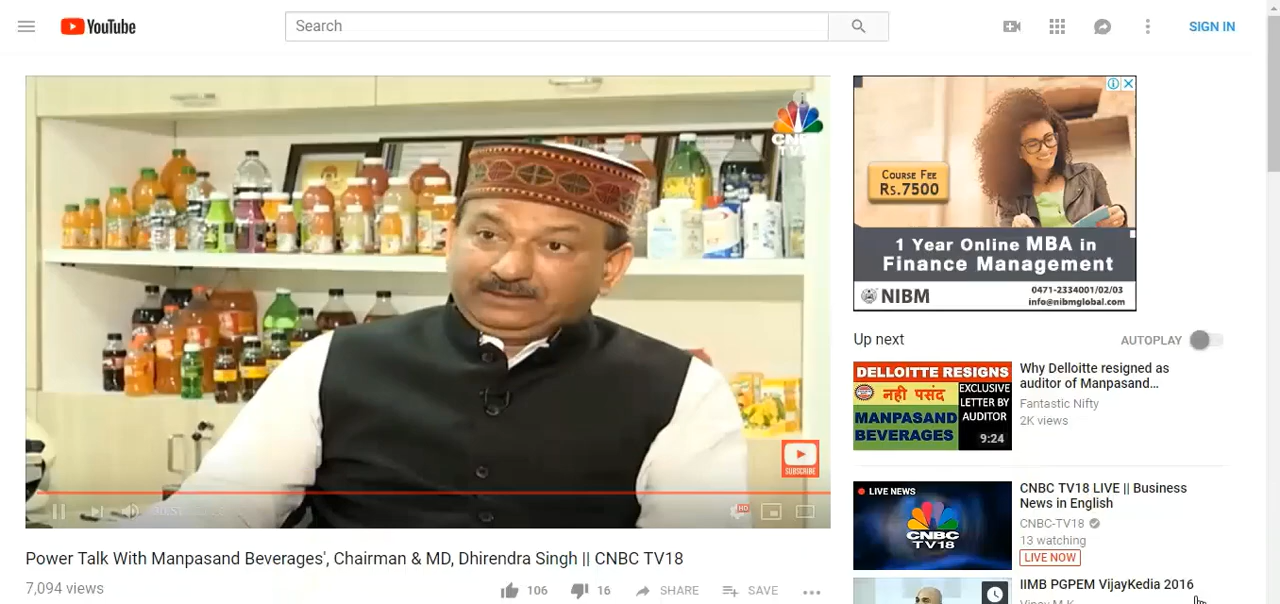 YouTube
Search
SIGN IN
CNBC
TV18
SUBSCRIBE
HD
Power Talk With Manpasand Beverages', Chairman & MD, Dhirendra Singh || CNBC TV18
7,094 views
106
16
SHARE
SAVE
COURSE FEE
RS.7500
1 Year Online MBA in
Finance Management
NIBM
0471-2334001/02/03
info@nibmglobal.com
Up next
AUTOPLAY
DELLOITTE RESIGNS
नही पसंद
MANPASAND
BEVERAGES
EXCLUSIVE
LETTER BY
AUDITOR
9:24
Why Delloitte resigned as
auditor of Manpasand...
Fantastic Nifty
2K views
LIVE NEWS
CNBC
TV18
CNBC TV18 LIVE || Business
News in English
CNBC-TV18
13 watching
LIVE NOW
IIMB PGPEM VijayKedia 2016